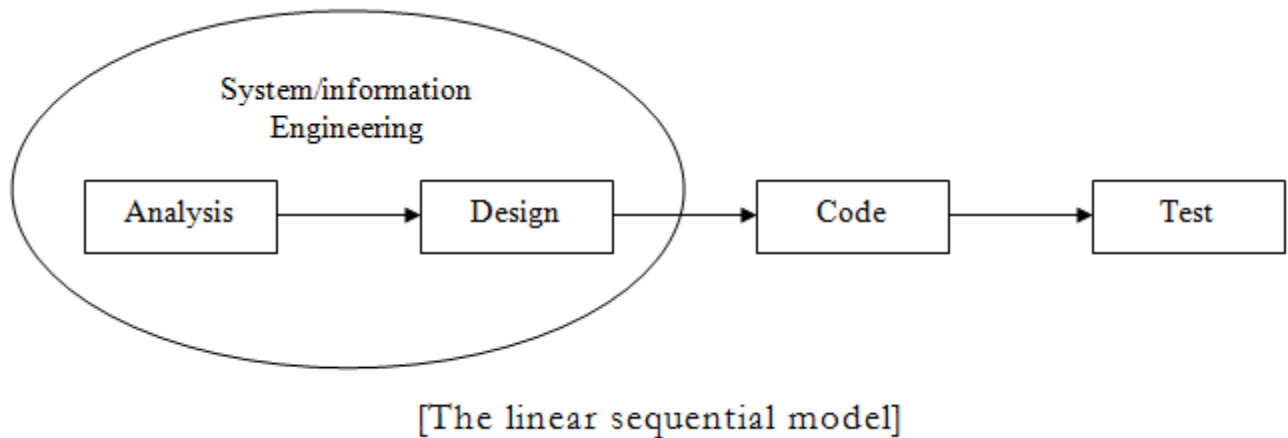 System/information
Engineering
Analysis
Design
Code
Test
[The linear sequential model]